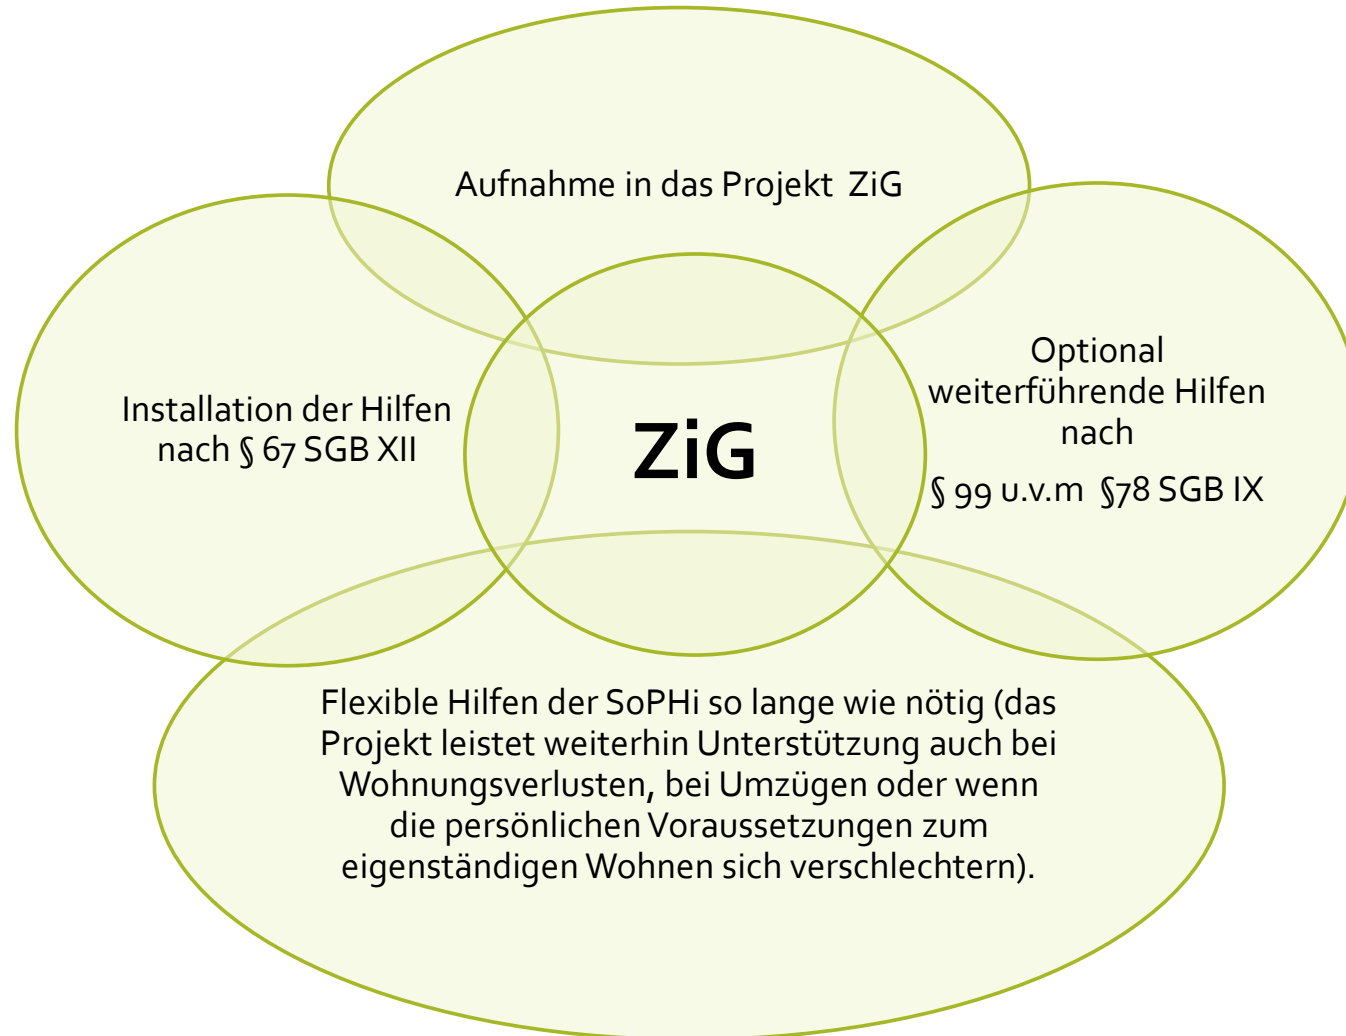 Aufnahme in das Projekt ZiG
Installation der Hilfen
nach § 67 SGB XII
ZiG
Optional
weiterführende Hilfen
nach
§ 99 u.v.m §78 SGB IX
Flexible Hilfen der SoPHi so lange wie nötig (das
Projekt leistet weiterhin Unterstützung auch bei
Wohnungsverlusten, bei Umzügen oder wenn
die persönlichen Voraussetzungen zum
eigenständigen Wohnen sich verschlechtern).